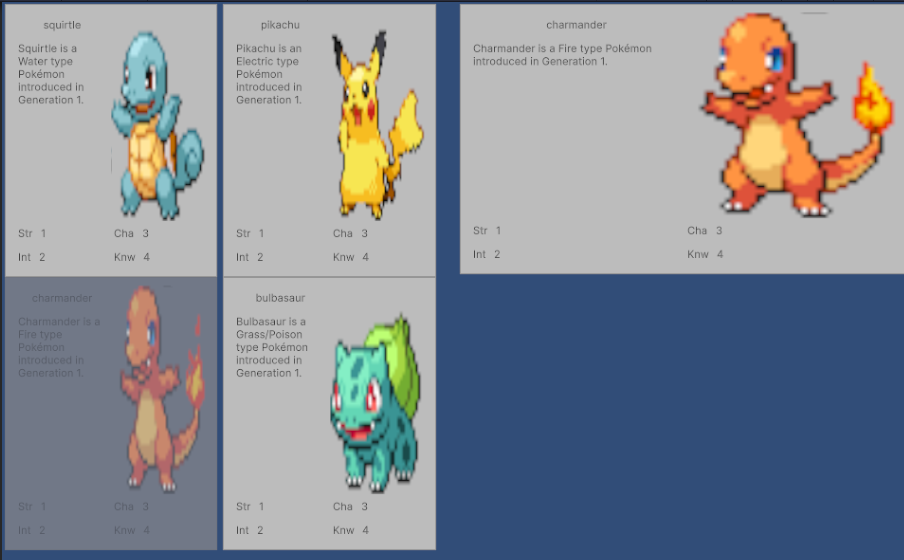 squirtle
Squirtle is a
Water type
Pokémon
introduced in
Generation 1.
Str 1
Cha 3
Int 2
Knw 4
pikachu
Pikachu is an
Electric type
Pokémon
introduced in
Generation 1.
Str 1
Cha 3
Int 2
Knw 4
charmander
Charmander is a Fire type Pokémon
introduced in Generation 1.
Str 1
Cha 3
Int 2
Knw 4
charmander
Charmander is a
Fire type
Pokémon
introduced in
Generation 1.
Str 1
Cha 3
Int 2
Knw 4
bulbasaur
Bulbasaur is a
Grass/Poison
type Pokémon
introduced in
Generation 1.
Str 1
Cha 3
Int 2
Knw 4